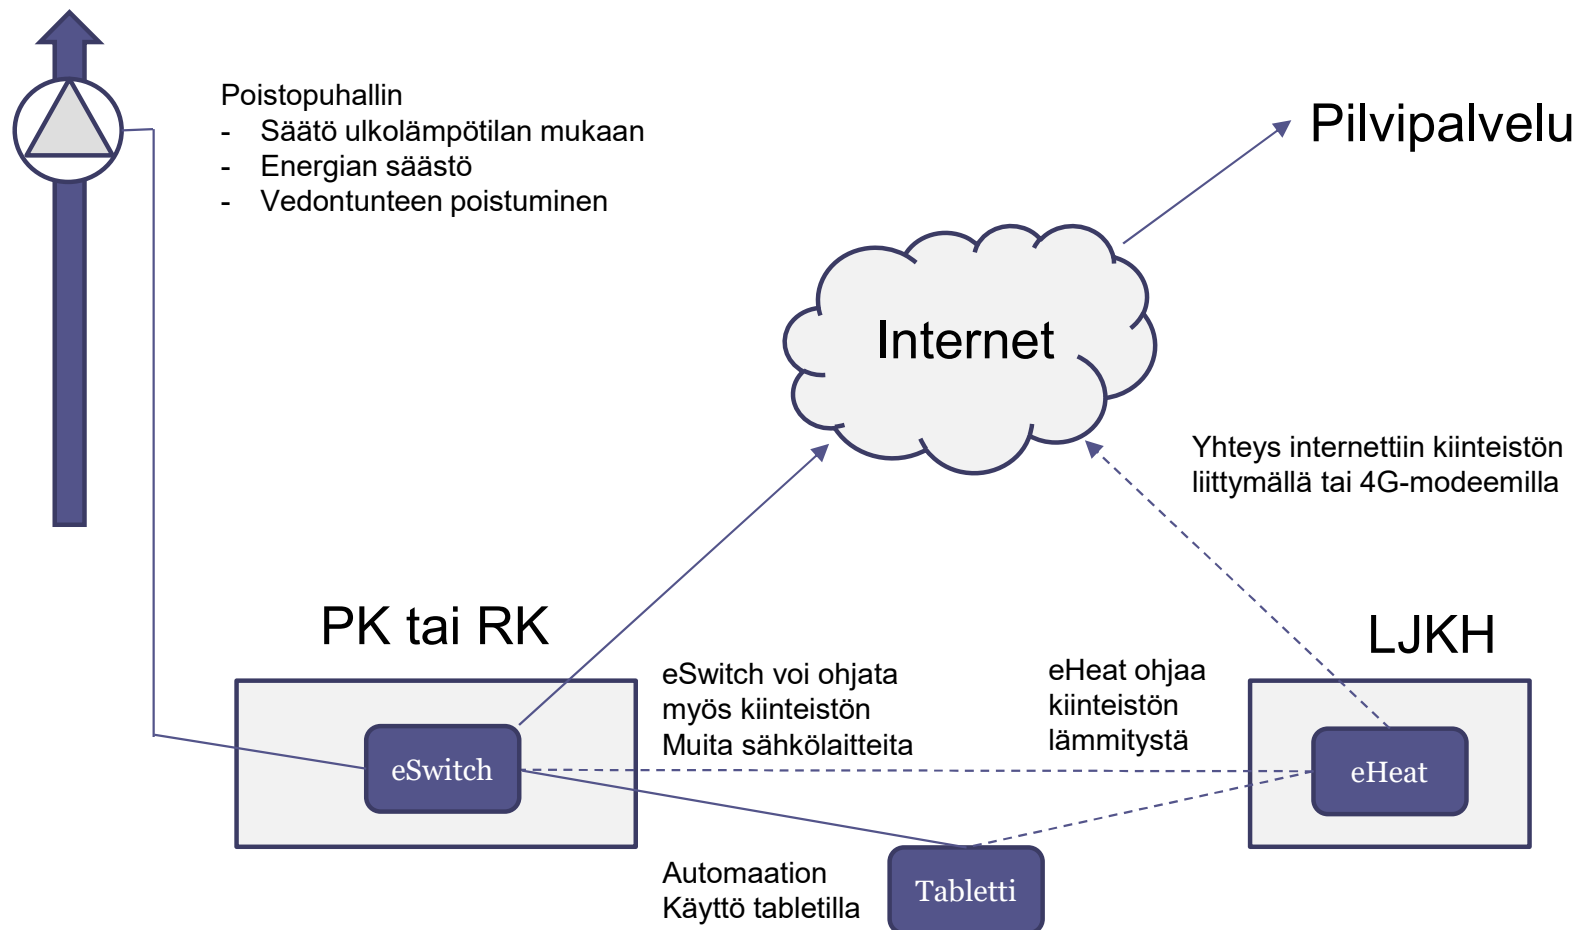 Poistopuhallin
- Säätö ulkolämpötilan mukaan
- Energian säästö
- Vedontunteen poistuminen
Pilvipalvelu
Internet
Yhteys internettiin kiinteistön
liittymällä tai 4G-modeemilla
PK tai RK
LJKH
eSwitch voi ohjata
myös kiinteistön
Muita sähkölaitteita
eHeat ohjaa
kiinteistön
lämmitystä
eSwitch
eHeat
Automaation
Käyttö tabletilla
Tabletti